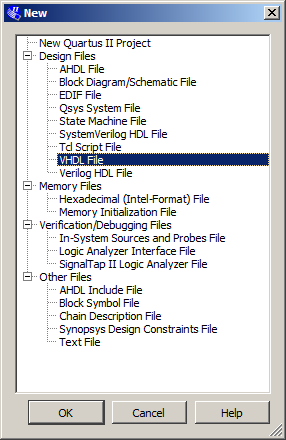 New
New Quartus II Project
Design Files
AHDL File
Block Diagram/Schematic File
EDIF File
Qsys System File
State Machine File
SystemVerilog HDL File
Tcl Script File
VHDL File
Verilog HDL File
Memory Files
Hexadecimal (Intel-Format) File
Memory Initialization File
Verification/Debugging Files
In-System Sources and Probes File
Logic Analyzer Interface File
SignalTap II Logic Analyzer File
Other Files
AHDL Include File
Block Symbol File
Chain Description File
Synopsys Design Constraints File
Text File
OK Cancel Help